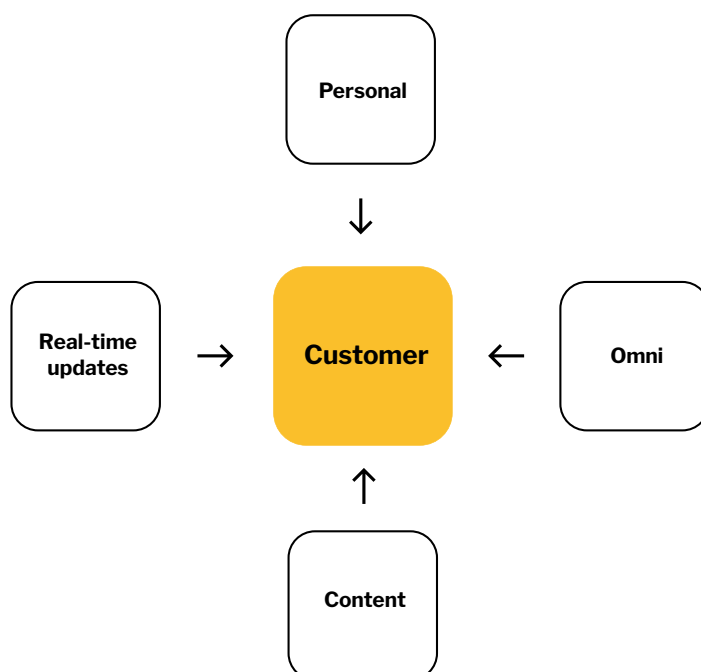 Personal
Real-time
updates
Customer
Omni
Content